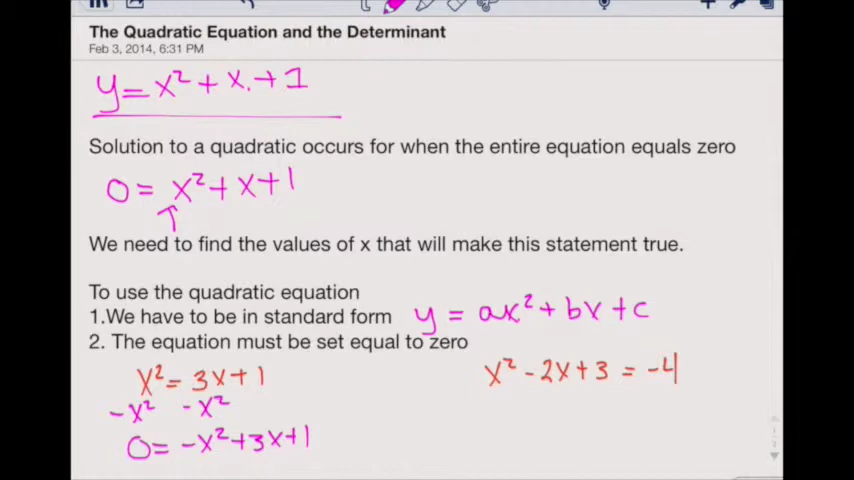 The Quadratic Equation and the Determinant
Feb 3, 2014, 6:31 PM
y = x² + x + 1
Solution to a quadratic occurs for when the entire equation equals zero
0 = x² + x + 1
We need to find the values of x that will make this statement true.
To use the quadratic equation
1.We have to be in standard form y = ax² + bx + c
2. The equation must be set equal to zero
x² = 3x + 1 x² - 2x + 3 = -4
-x² -x²
0 = -x² + 3x + 1